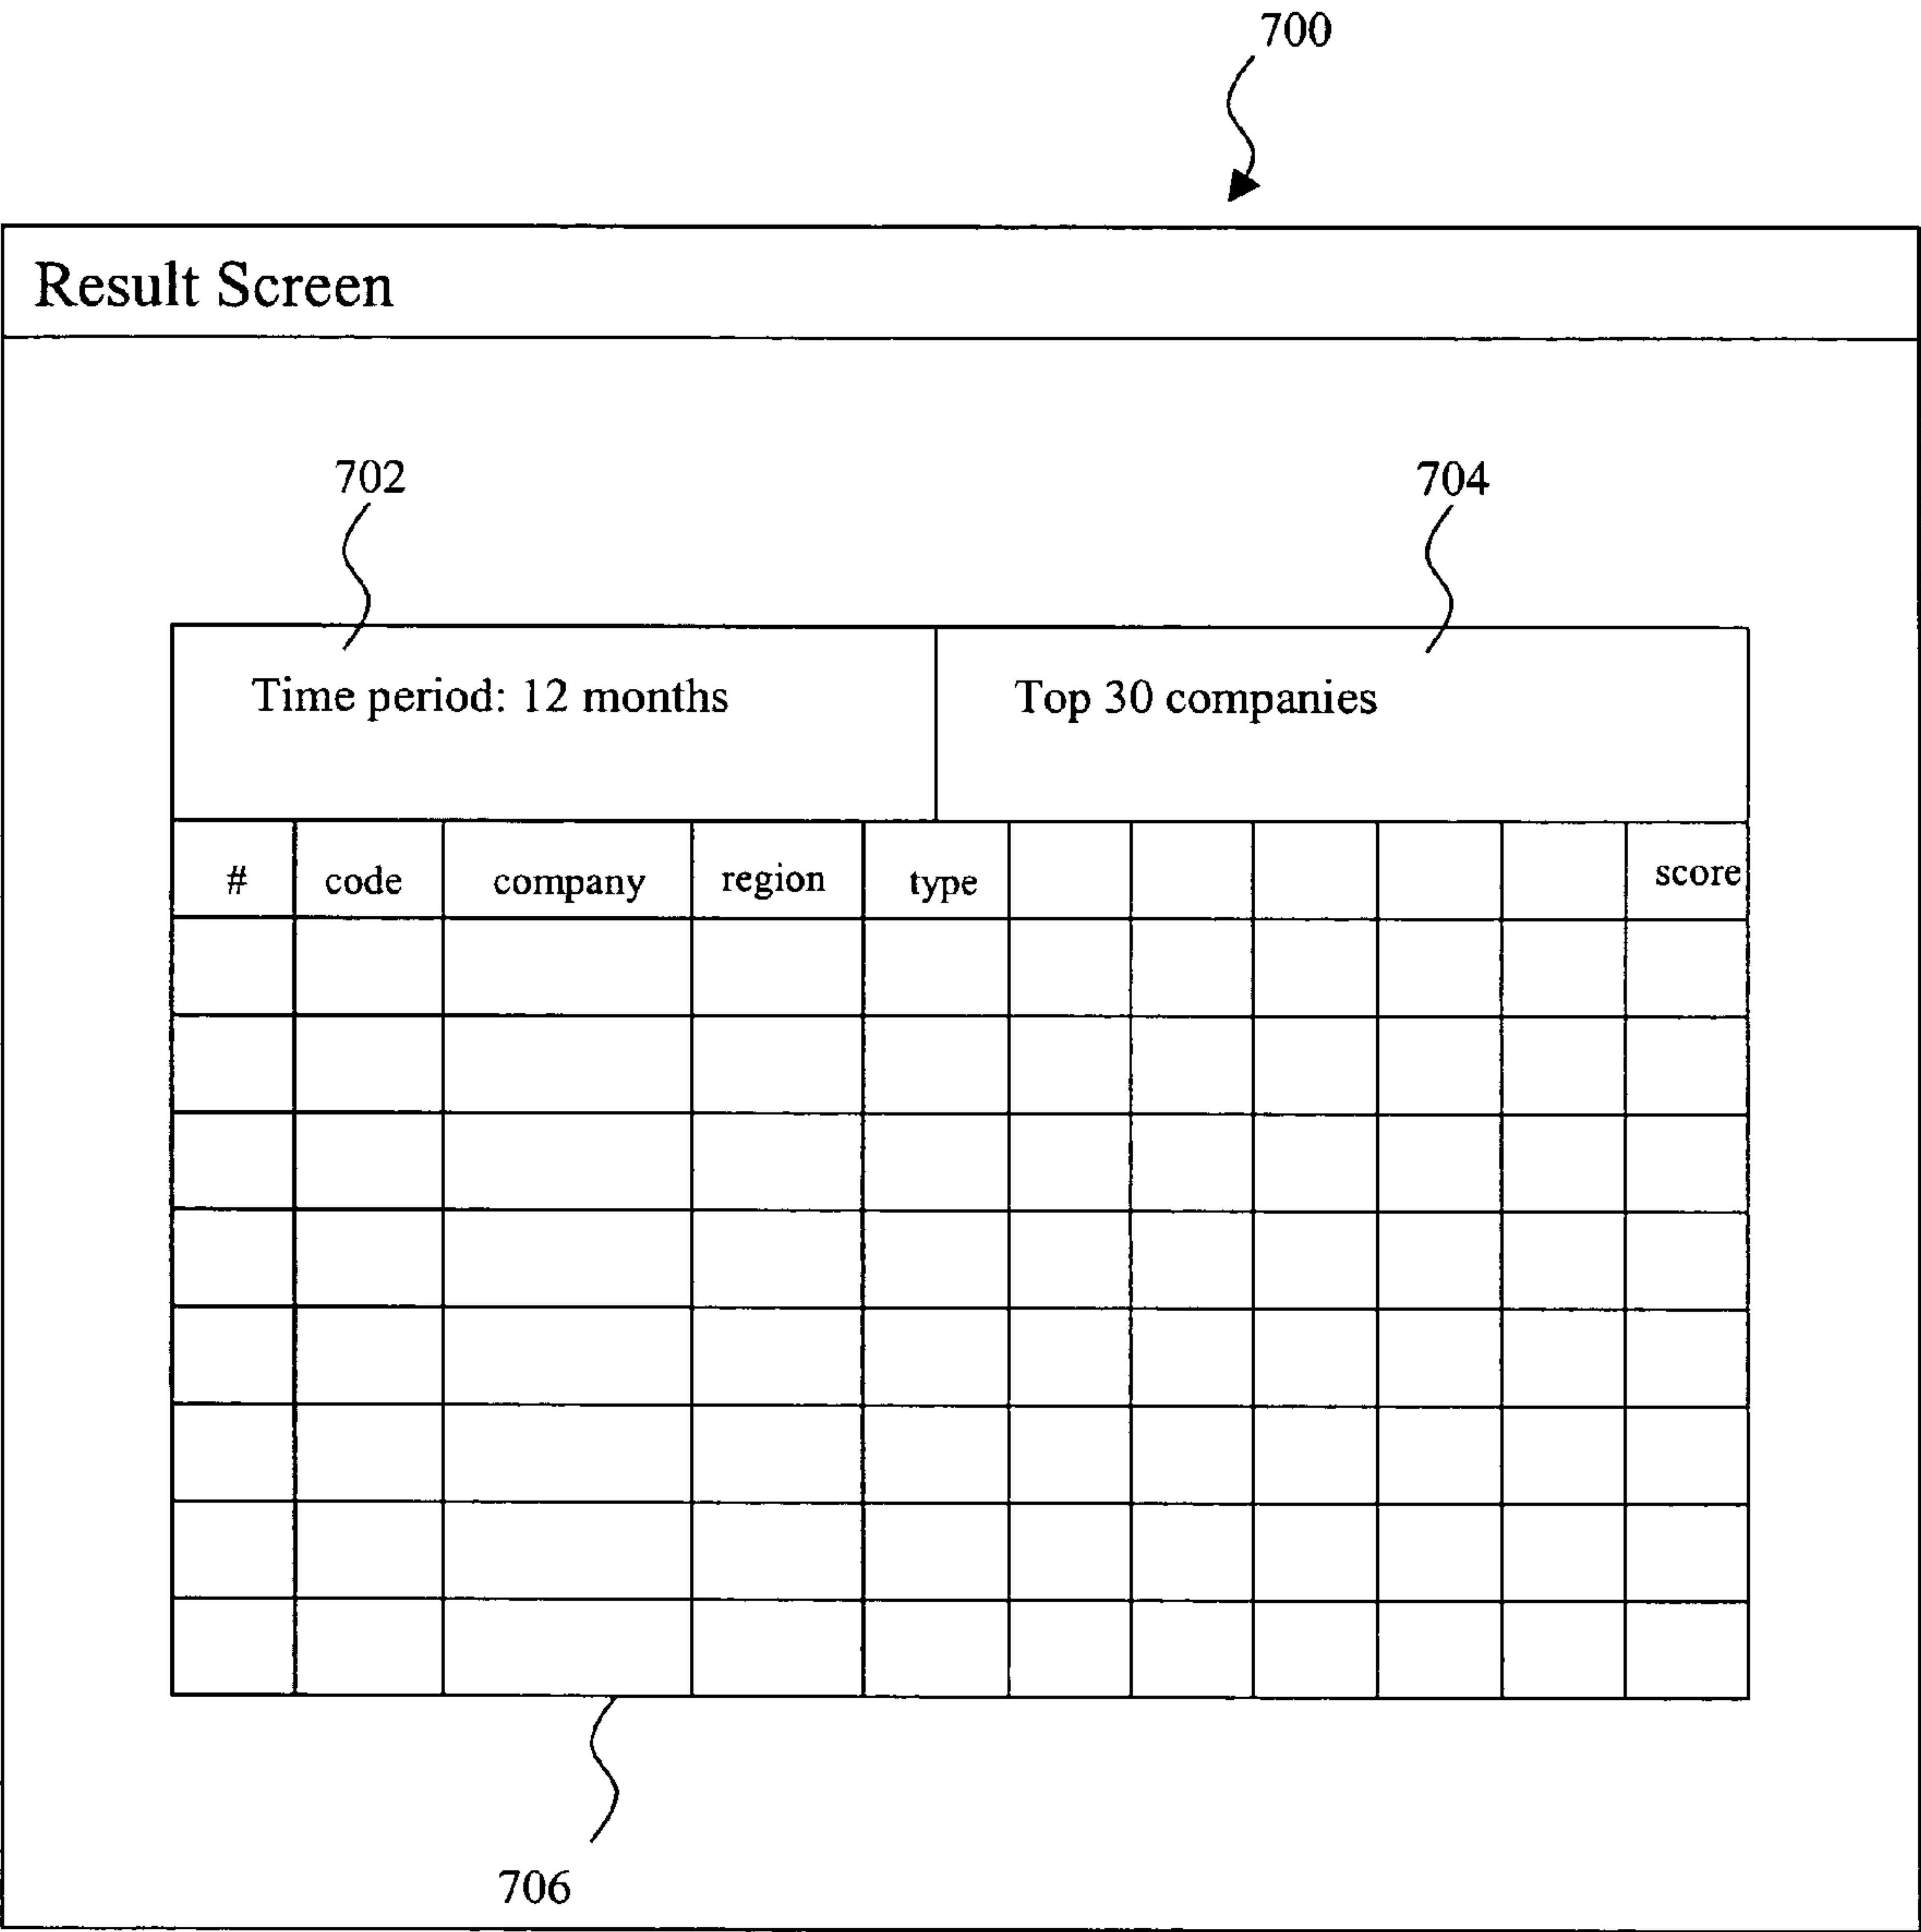 700
Result Screen
702
704
Time period: 12 months
Top 30 companies
# code company region type score
706